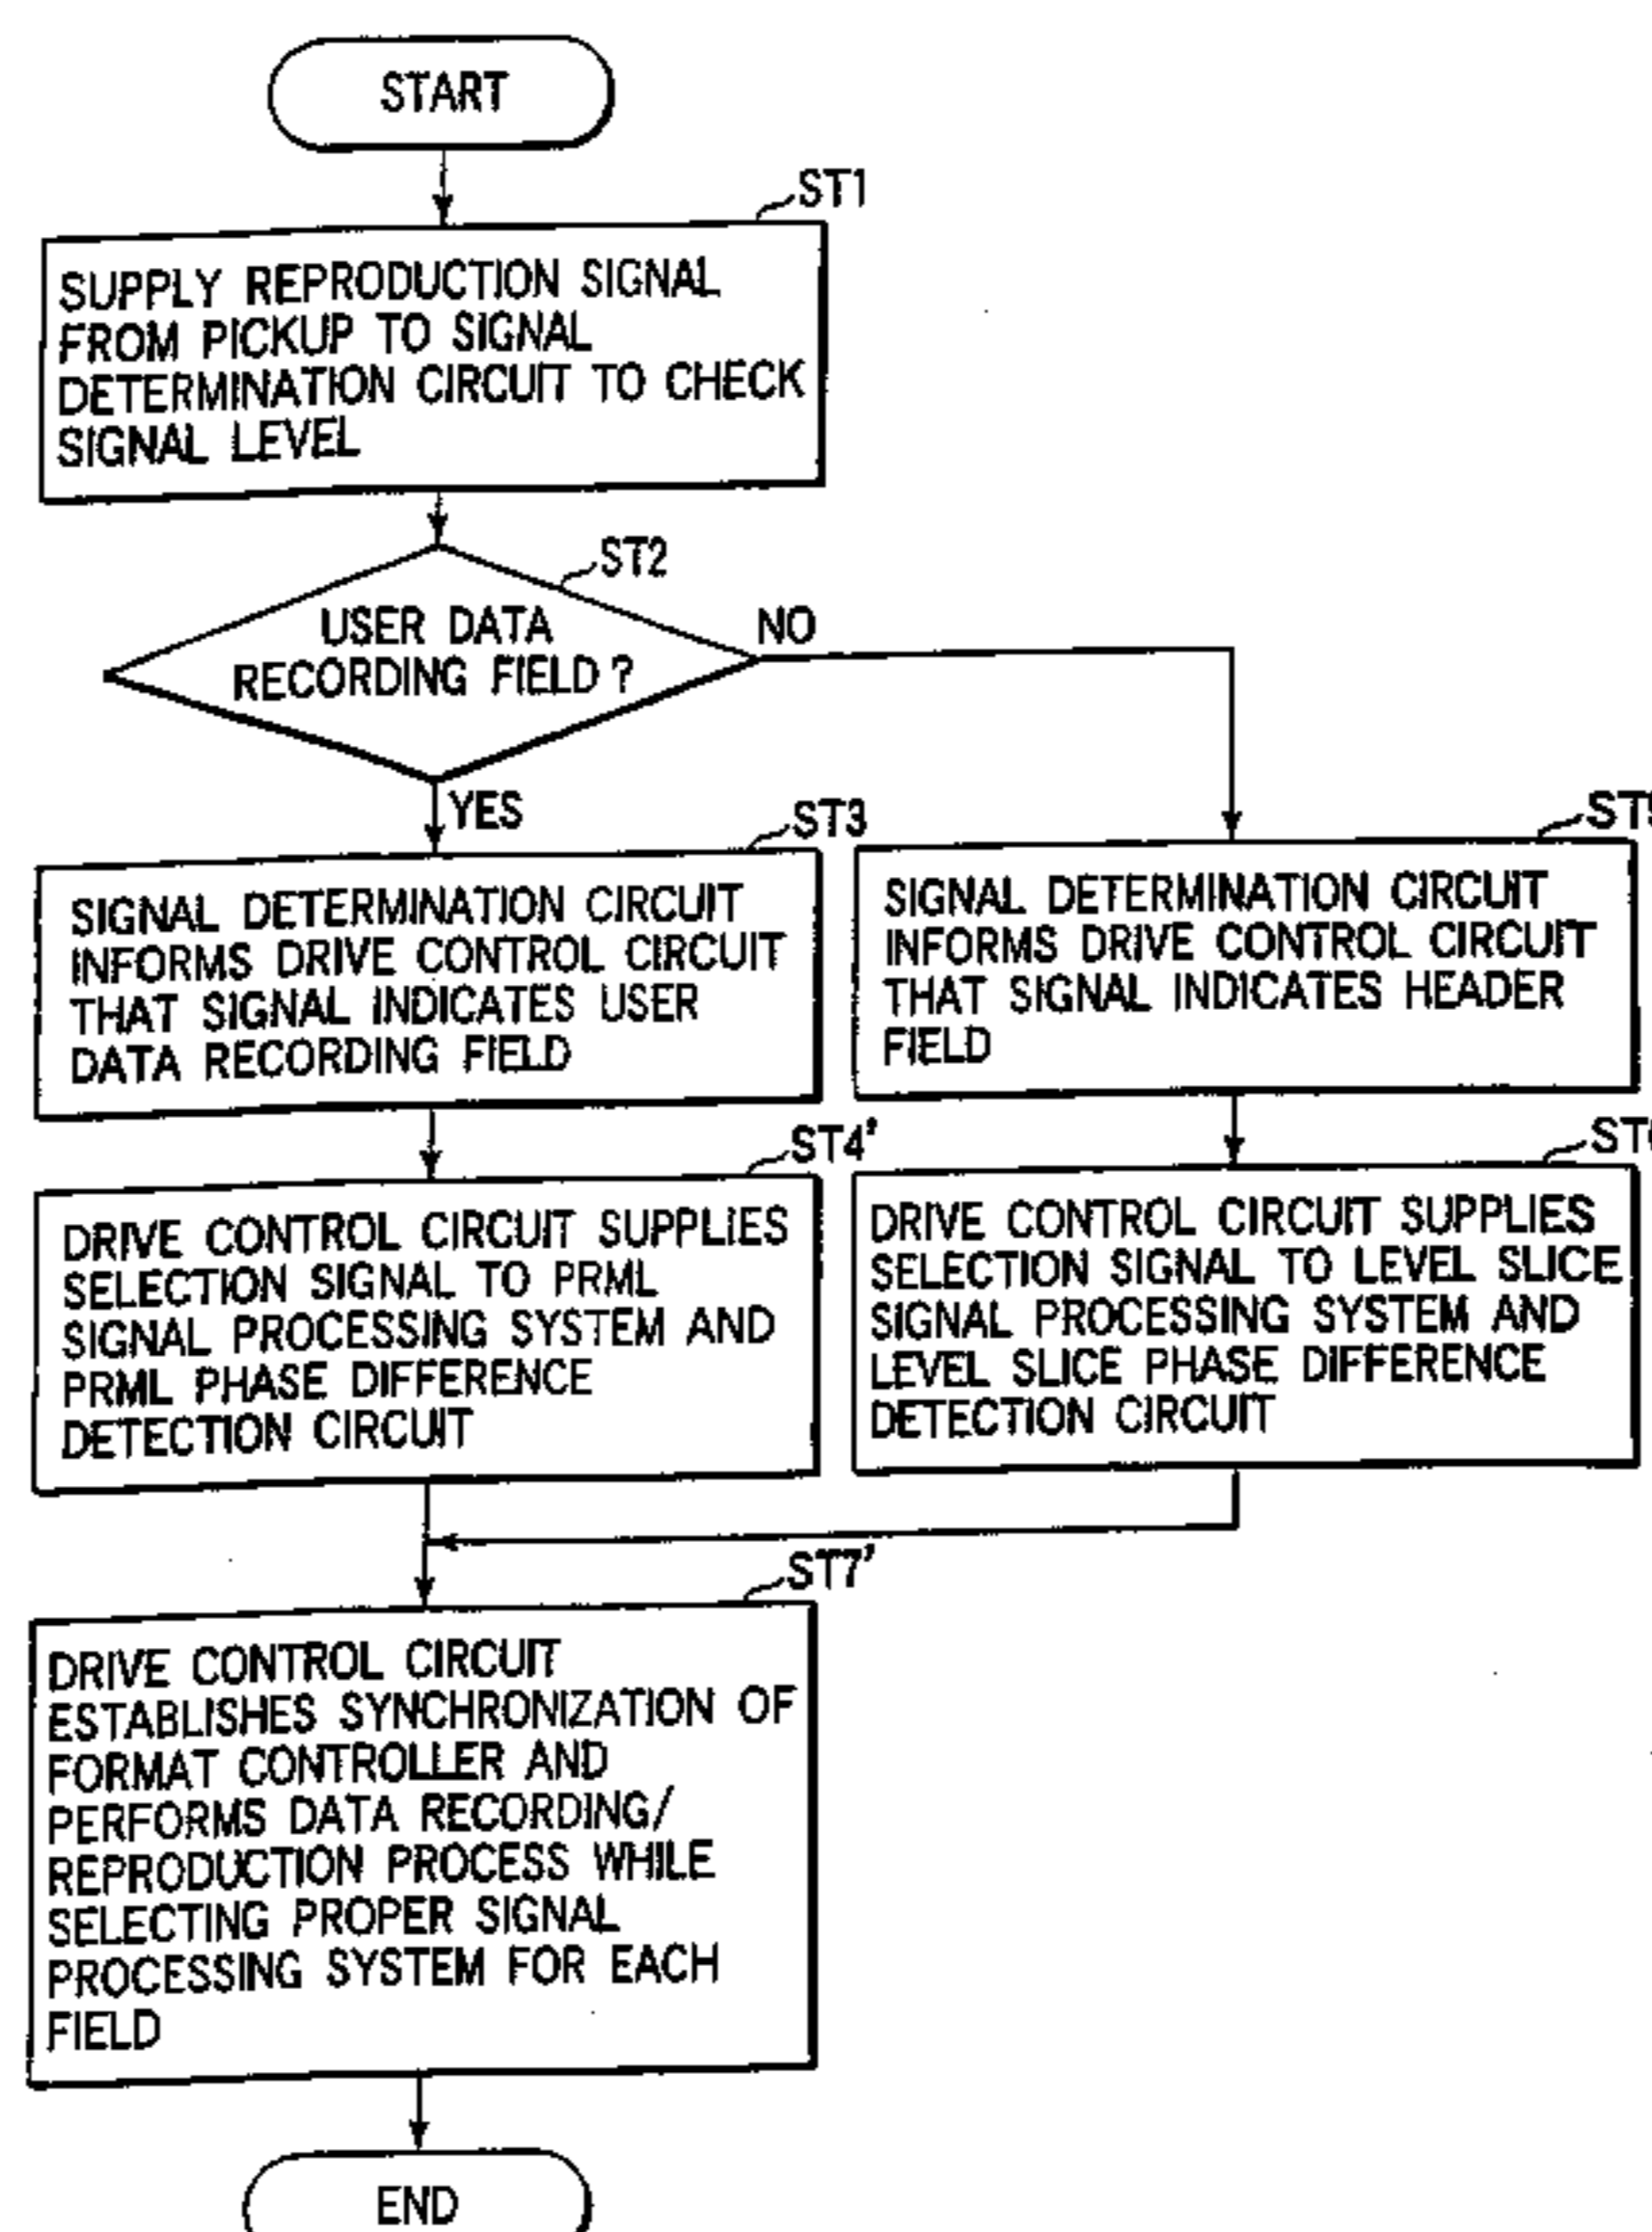 START
ST1
SUPPLY REPRODUCTION SIGNAL
FROM PICKUP TO SIGNAL
DETERMINATION CIRCUIT TO CHECK
SIGNAL LEVEL
ST2
USER DATA
RECORDING FIELD?
NO
YES
ST3
SIGNAL DETERMINATION CIRCUIT
INFORMS DRIVE CONTROL CIRCUIT
THAT SIGNAL INDICATES USER
DATA RECORDING FIELD
SIGNAL DETERMINATION CIRCUIT
INFORMS DRIVE CONTROL CIRCUIT
THAT SIGNAL INDICATES HEADER
FIELD
ST4'
DRIVE CONTROL CIRCUIT SUPPLIES
SELECTION SIGNAL TO PRML
SIGNAL PROCESSING SYSTEM AND
PRML PHASE DIFFERENCE
DETECTION CIRCUIT
DRIVE CONTROL CIRCUIT SUPPLIES
SELECTION SIGNAL TO LEVEL SLICE
SIGNAL PROCESSING SYSTEM AND
LEVEL SLICE PHASE DIFFERENCE
DETECTION CIRCUIT
ST7'
DRIVE CONTROL CIRCUIT
ESTABLISHES SYNCHRONIZATION OF
FORMAT CONTROLLER AND
PERFORMS DATA RECORDING/
REPRODUCTION PROCESS WHILE
SELECTING PROPER SIGNAL
PROCESSING SYSTEM FOR EACH
FIELD
END